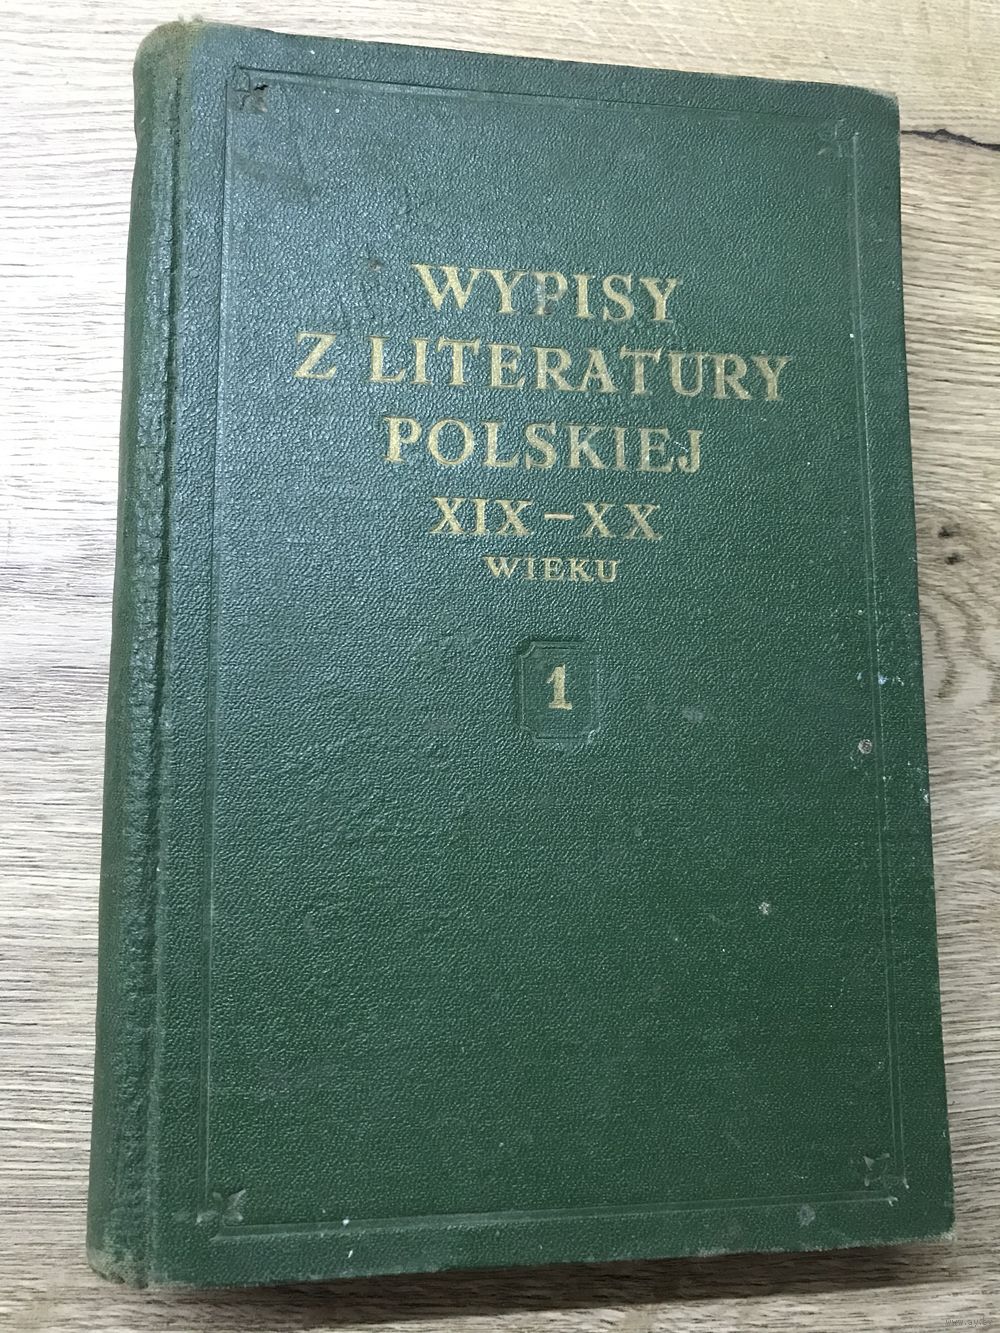 WYPISY
Z LITERATURY
POLSKIEJ
XIX–XX
WIEKU
1